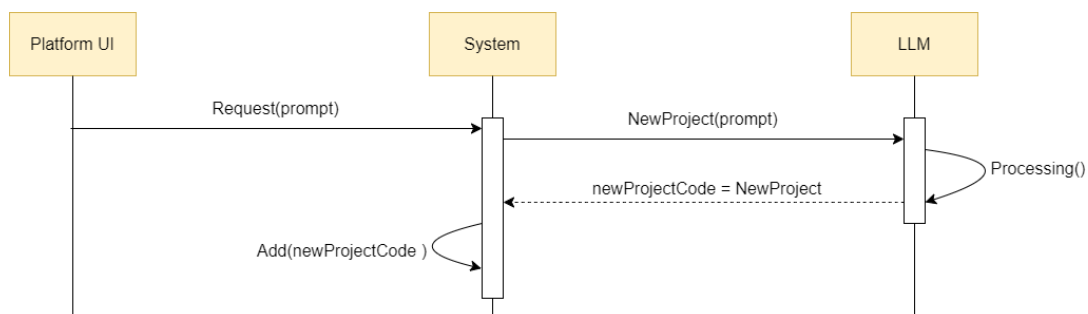 Platform UI
System
LLM
Request(prompt)
NewProject(prompt)
Processing()
newProjectCode = NewProject
Add(newProjectCode )